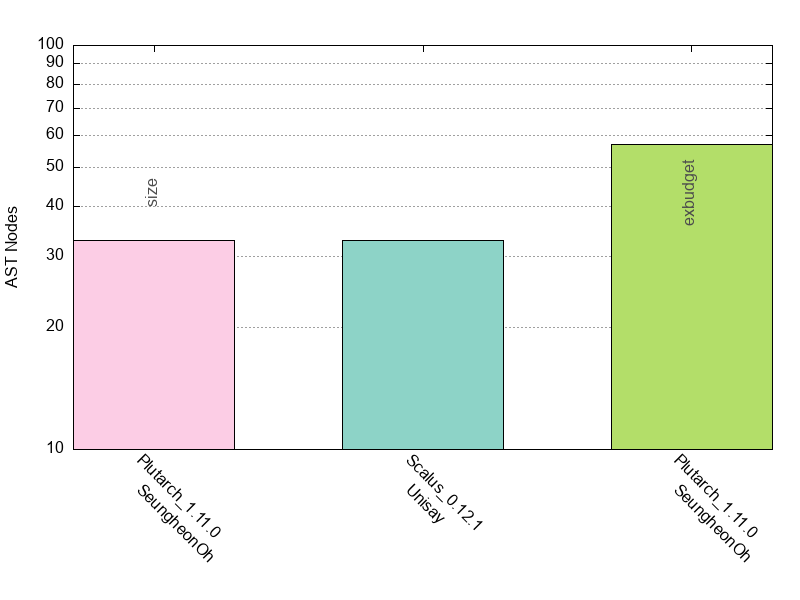 100
90
80
70
60
50
40
30
20
10
AST Nodes
size
exbudget
Plutarch_1.11.0
SeungheonOh
Scalus_0.12.1
Unisay
Plutarch_1.11.0
SeungheonOh